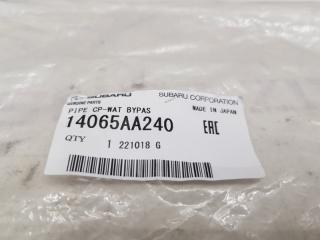 SUBARU SUBARU CORPORATION
GENUINE PARTS MADE IN JAPAN
PIPE CP-WAT BYPAS
14065AA240 EAC
QTY
1 221018 G